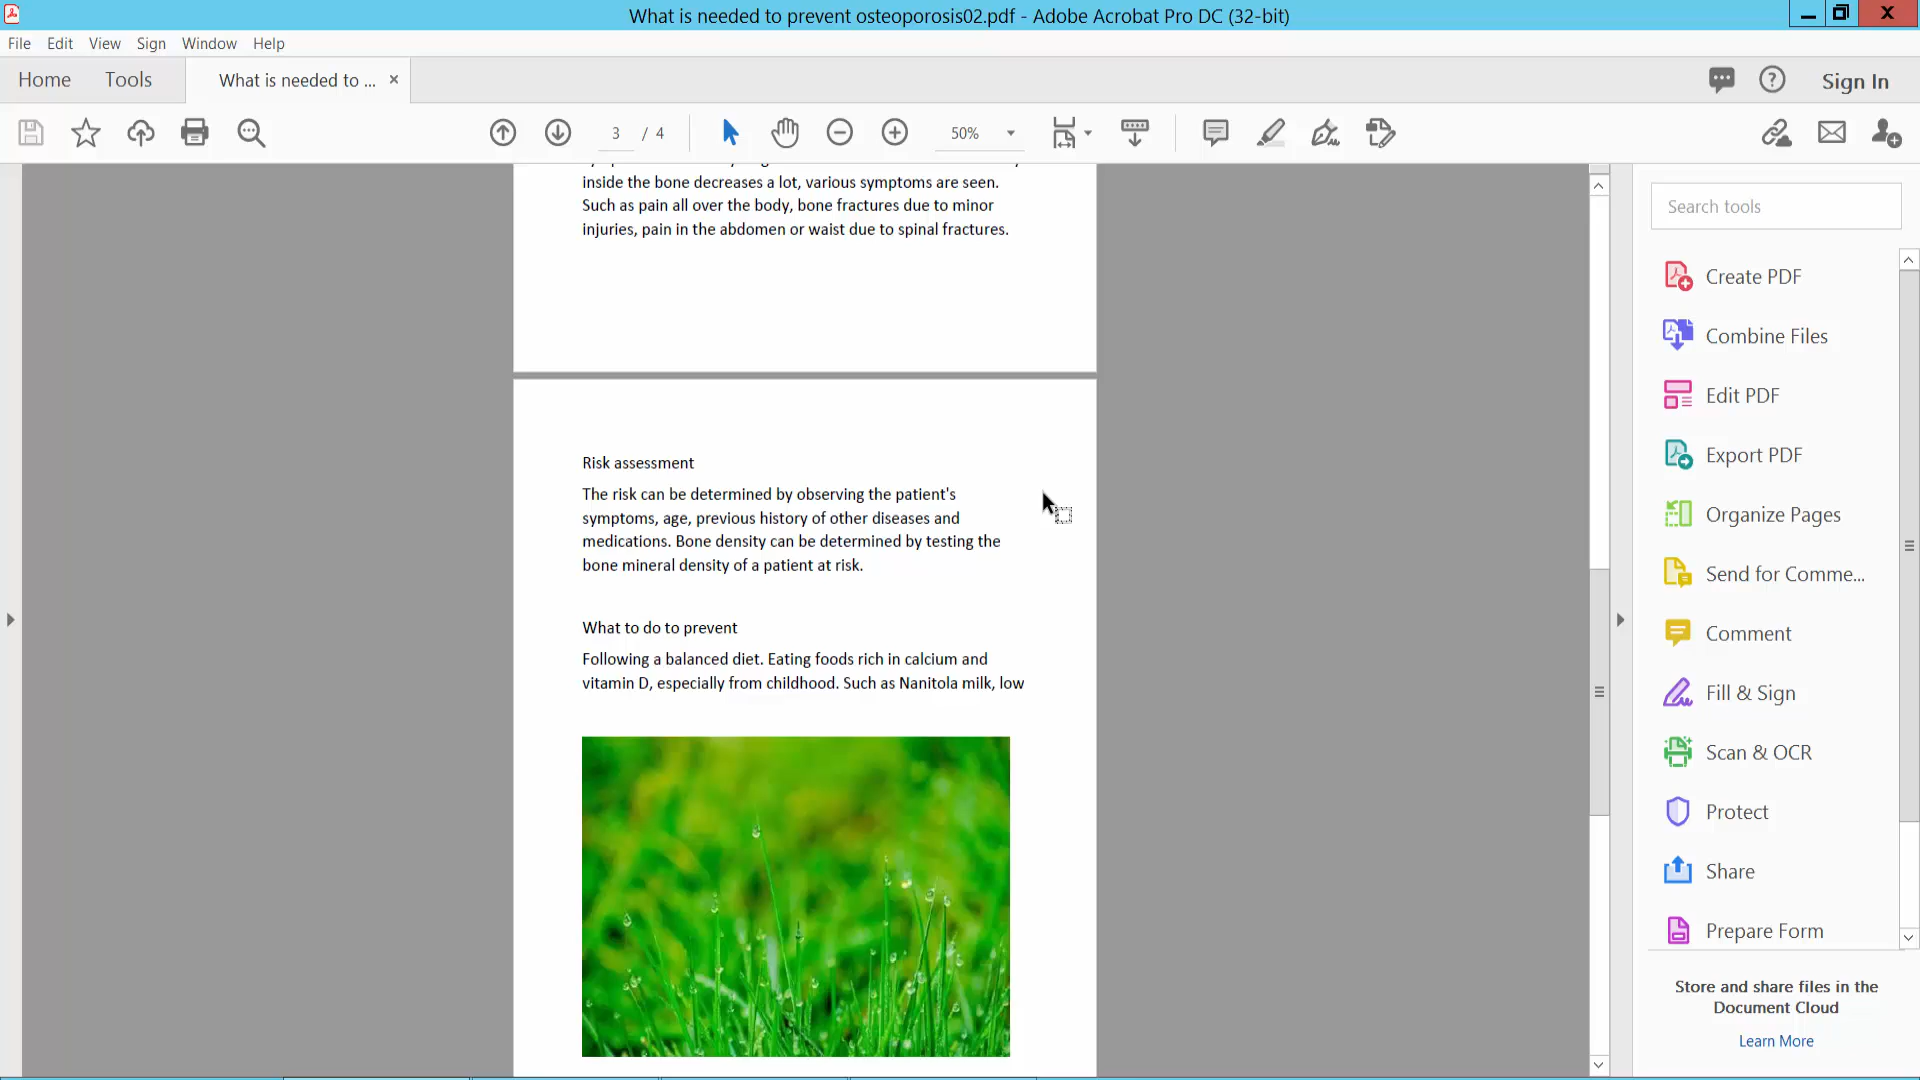 What is needed to prevent osteoporosis02.pdf - Adobe Acrobat Pro DC (32-bit)
File Edit View Sign Window Help
Home Tools What is needed to ... × Sign In
3 / 4 50%
inside the bone decreases a lot, various symptoms are seen.
Such as pain all over the body, bone fractures due to minor
injuries, pain in the abdomen or waist due to spinal fractures.
Risk assessment
The risk can be determined by observing the patient's
symptoms, age, previous history of other diseases and
medications. Bone density can be determined by testing the
bone mineral density of a patient at risk.
What to do to prevent
Following a balanced diet. Eating foods rich in calcium and
vitamin D, especially from childhood. Such as Nanitola milk, low
Search tools
Create PDF
Combine Files
Edit PDF
Export PDF
Organize Pages
Send for Comme...
Comment
Fill & Sign
Scan & OCR
Protect
Share
Prepare Form
Store and share files in the
Document Cloud
Learn More